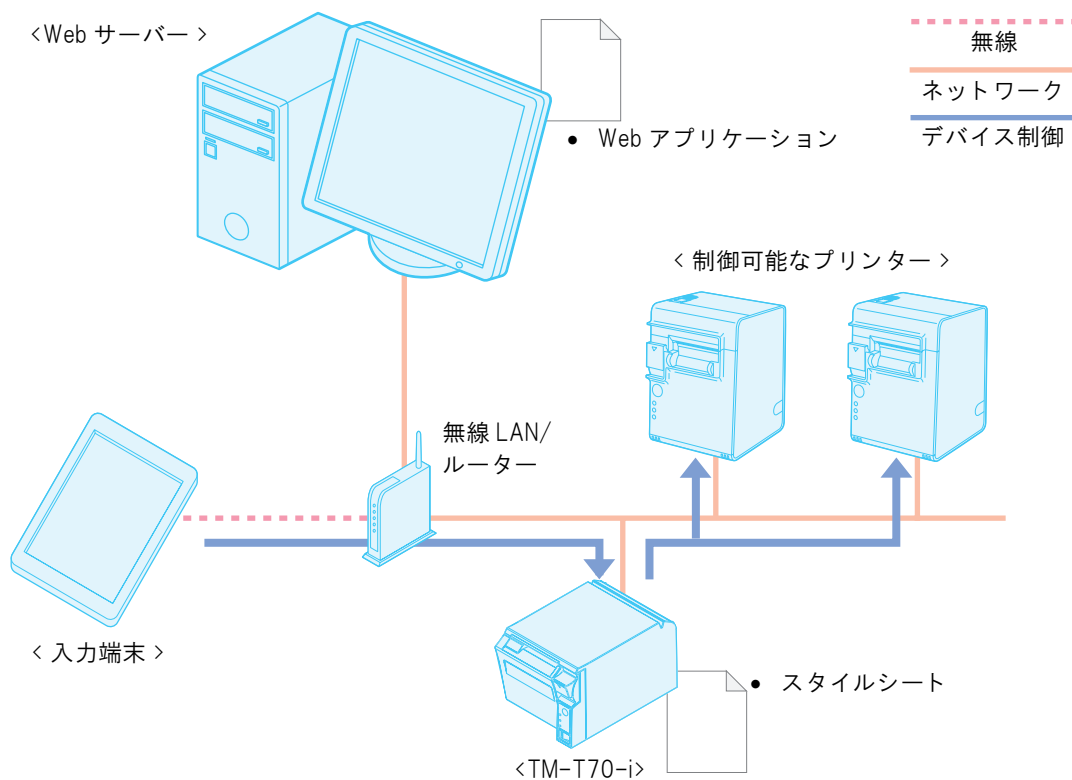 <Web サーバー >
無線
ネットワーク
デバイス制御
• Web アプリケーション
< 制御可能なプリンター >
無線 LAN/
ルーター
< 入力端末 >
• スタイルシート
<TM-T70-i>